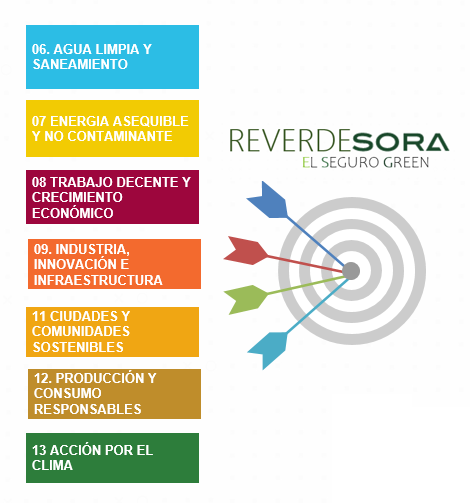 06. AGUA LIMPIA Y
SANEAMIENTO
07 ENERGIA ASEQUIBLE
Y NO CONTAMINANTE
08 TRABAJO DECENTE Y
CRECIMIENTO
ECONÓMICO
09. INDUSTRIA,
INNOVACIÓN E
INFRAESTRUCTURA
11 CIUDADES Y
COMUNIDADES
SOSTENIBLES
12. PRODUCCIÓN Y
CONSUMO
RESPONSABLES
13 ACCIÓN POR EL
CLIMA
REVERDESORA
EL SEGURO GREEN